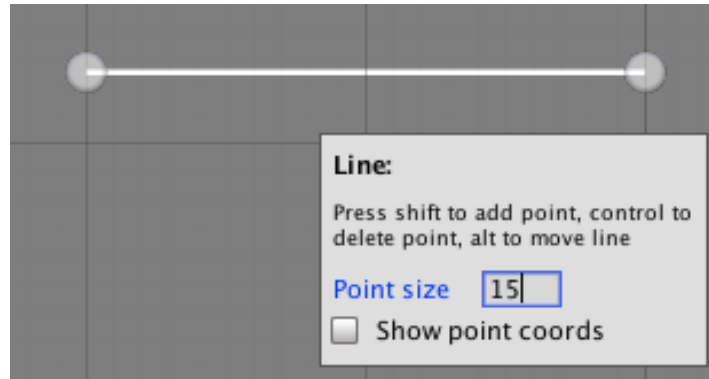 Line:
Press shift to add point, control to
delete point, alt to move line
Point size 15
Show point coords